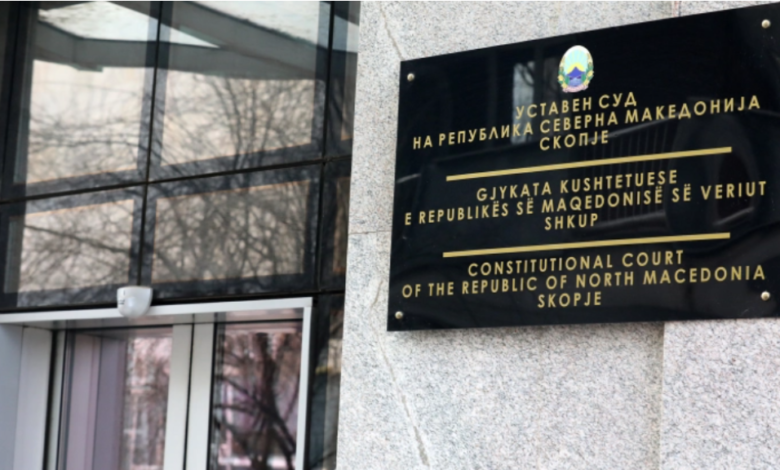 УСТАВЕН СУД
НА РЕПУБЛИКА СЕВЕРНА МАКЕДОНИЈА
СКОПЈЕ
GJYKATA KUSHTETUESE
E REPUBLIKËS SË MAQEDONISË SË VERIUT
SHKUP
CONSTITUTIONAL COURT
OF THE REPUBLIC OF NORTH MACEDONIA
SKOPJE